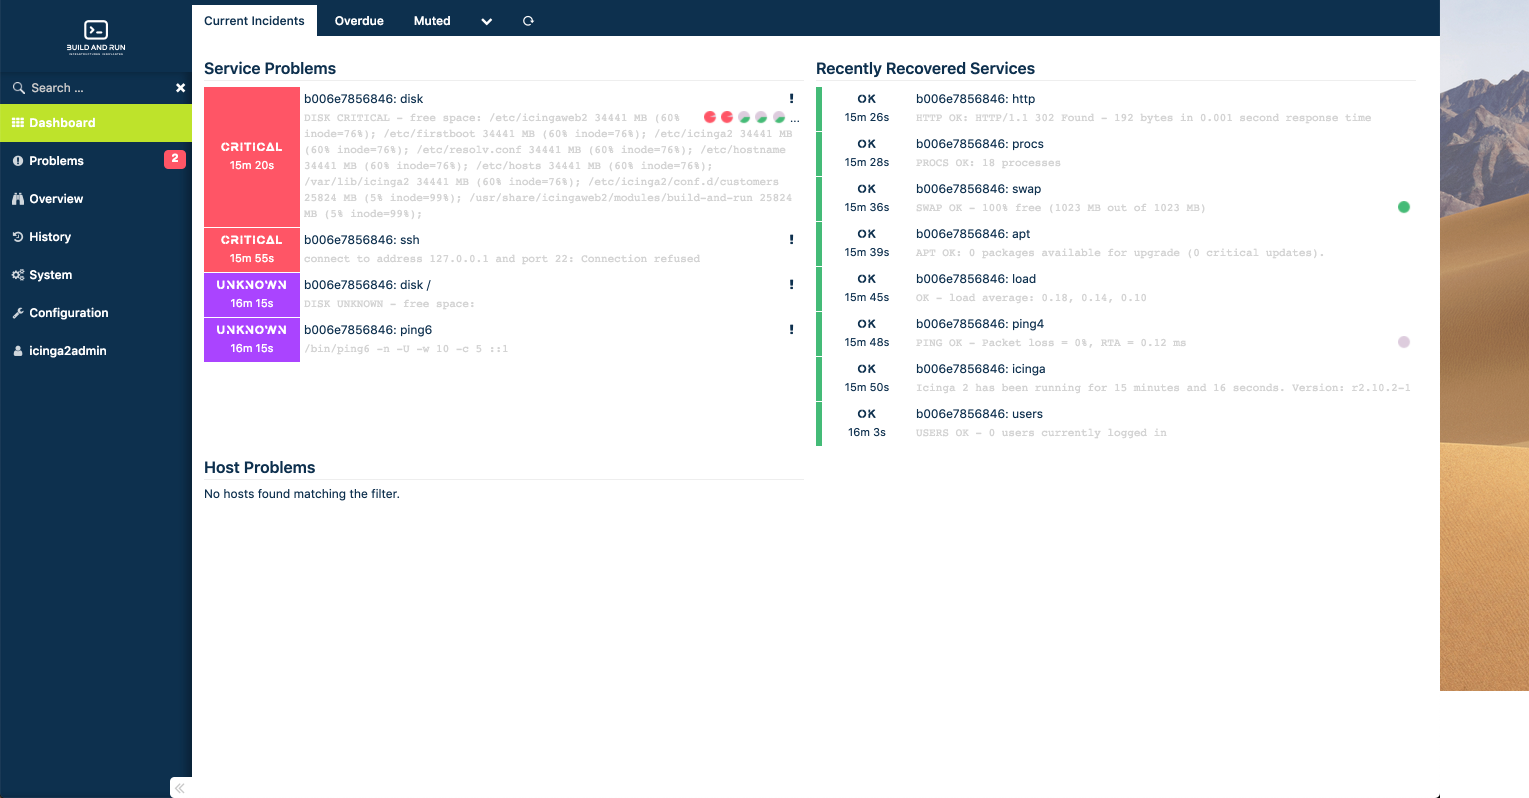 BUILD AND RUN
Search ...
Dashboard
Problems
2
Overview
History
System
Configuration
icinga2admin
Current Incidents
Overdue
Muted
Service Problems
CRITICAL
15m 20s
b006e7856846: disk
DISK CRITICAL - free space: /etc/icingaweb2 34441 MB (60%
inode=76%); /etc/firstboot 34441 MB (60% inode=76%); /etc/icinga2 34441 MB
(60% inode=76%); /etc/resolv.conf 34441 MB (60% inode=76%); /etc/hostname
34441 MB (60% inode=76%); /etc/hosts 34441 MB (60% inode=76%);
/var/lib/icinga2 34441 MB (60% inode=76%); /etc/icinga2/conf.d/customers
25824 MB (5% inode=99%); /usr/share/icingaweb2/modules/build-and-run 25824
MB (5% inode=99%);
...
CRITICAL
15m 55s
b006e7856846: ssh
connect to address 127.0.0.1 and port 22: Connection refused
UNKNOWN
16m 15s
b006e7856846: disk /
DISK UNKNOWN - free space:
UNKNOWN
16m 15s
b006e7856846: ping6
/bin/ping6 -n -U -w 10 -c 5 ::1
Host Problems
No hosts found matching the filter.
Recently Recovered Services
OK
15m 26s
b006e7856846: http
HTTP OK: HTTP/1.1 302 Found - 192 bytes in 0.001 second response time
OK
15m 28s
b006e7856846: procs
PROCS OK: 18 processes
OK
15m 36s
b006e7856846: swap
SWAP OK - 100% free (1023 MB out of 1023 MB)
OK
15m 39s
b006e7856846: apt
APT OK: 0 packages available for upgrade (0 critical updates).
OK
15m 45s
b006e7856846: load
OK - load average: 0.18, 0.14, 0.10
OK
15m 48s
b006e7856846: ping4
PING OK - Packet loss = 0%, RTA = 0.12 ms
OK
15m 50s
b006e7856846: icinga
Icinga 2 has been running for 15 minutes and 16 seconds. Version: r2.10.2-1
OK
16m 3s
b006e7856846: users
USERS OK - 0 users currently logged in